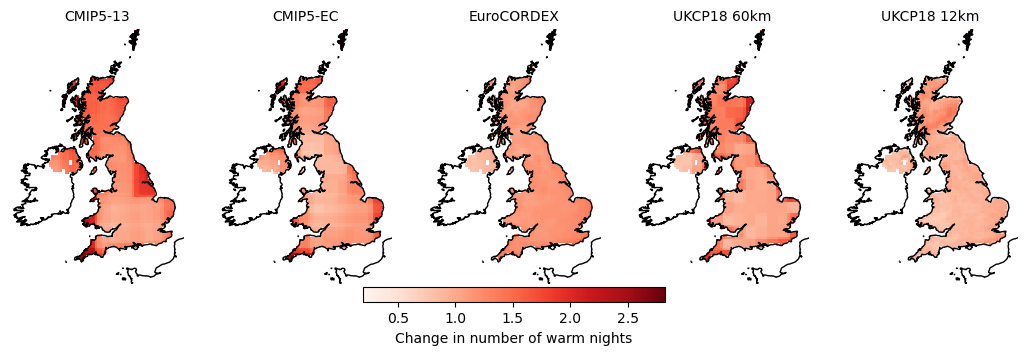 CMIP5-13 CMIP5-EC EuroCORDEX UKCP18 60km UKCP18 12km
0.5 1.0 1.5 2.0 2.5
Change in number of warm nights